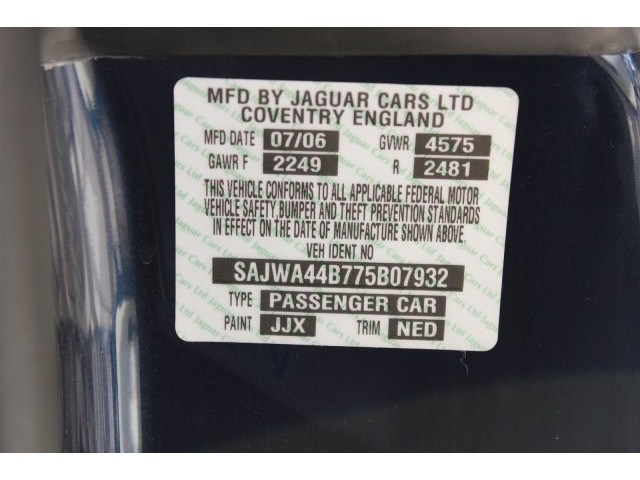 MFD BY JAGUAR CARS LTD
COVENTRY ENGLAND
MFD DATE 07/06 GVWR 4575
GAWR F 2249 R 2481
THIS VEHICLE CONFORMS TO ALL APPLICABLE FEDERAL MOTOR
VEHICLE SAFETY,BUMPER AND THEFT PREVENTION STANDARDS
IN EFFECT ON THE DATE OF MANUFACTURE SHOWN ABOVE.
VEH IDENT NO
SAJWA44B775B07932
TYPE PASSENGER CAR
PAINT JJX TRIM NED